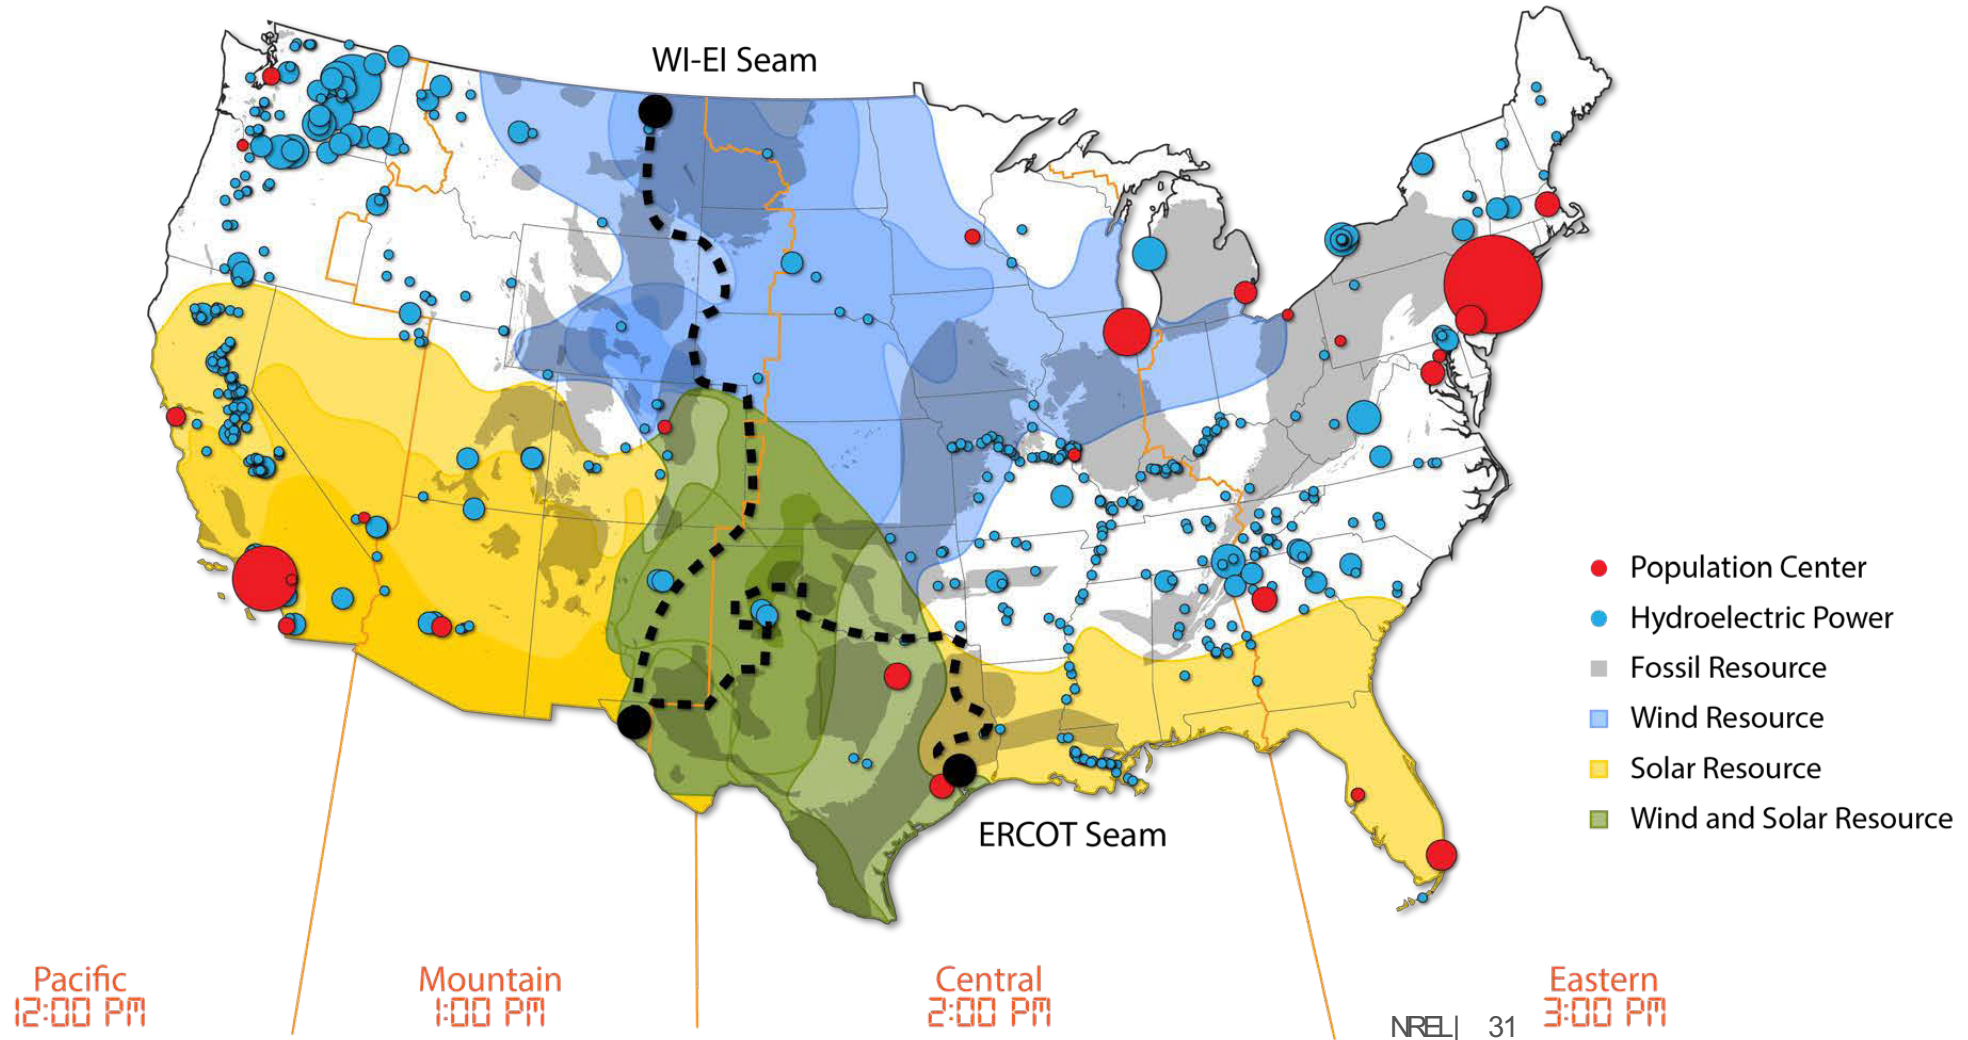 WI-EI Seam
Population Center
Hydroelectric Power
Fossil Resource
Wind Resource
Solar Resource
Wind and Solar Resource
ERCOT Seam
Pacific
12:00 PM
Mountain
1:00 PM
Central
2:00 PM
Eastern
3:00 PM
NREL | 31